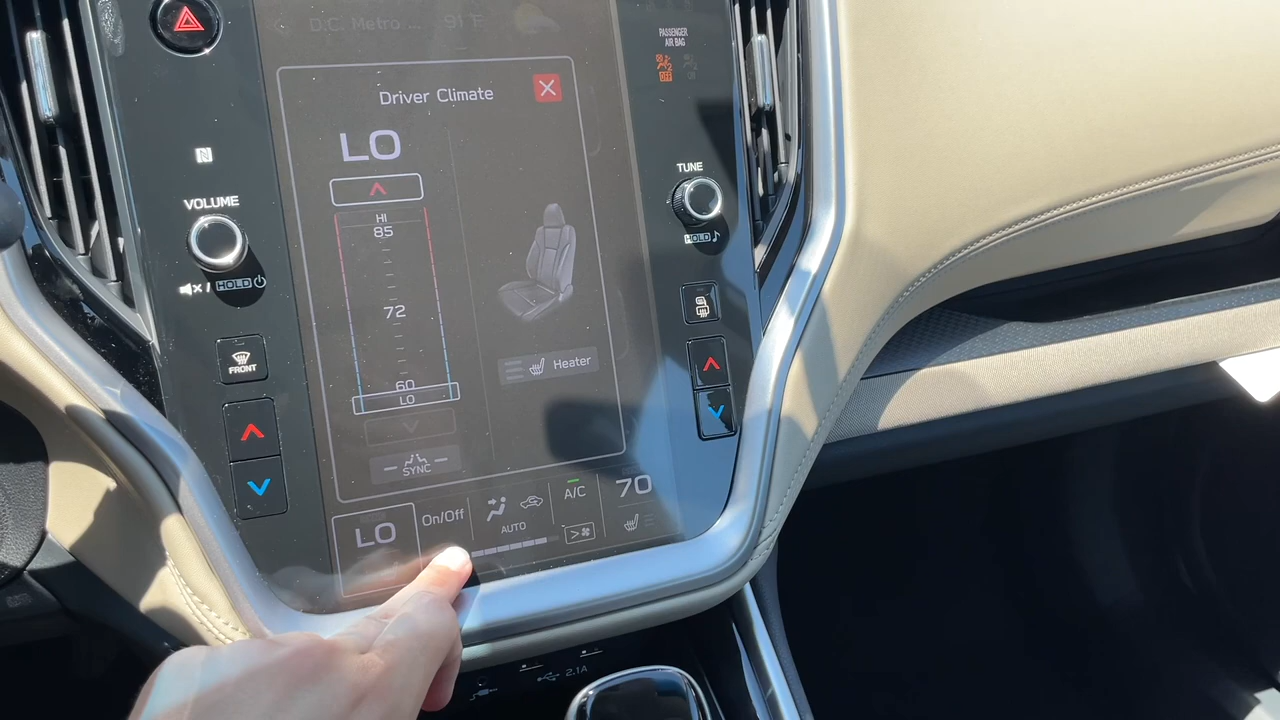 D.C. Metro ... 91°F
PASSENGER
AIR BAG
Driver Climate
LO
HI
85
72
60
LO
SYNC
Heater
N
VOLUME
HOLD
FRONT
TUNE
HOLD
LO
On/Off
AUTO
A/C
70
2.1A